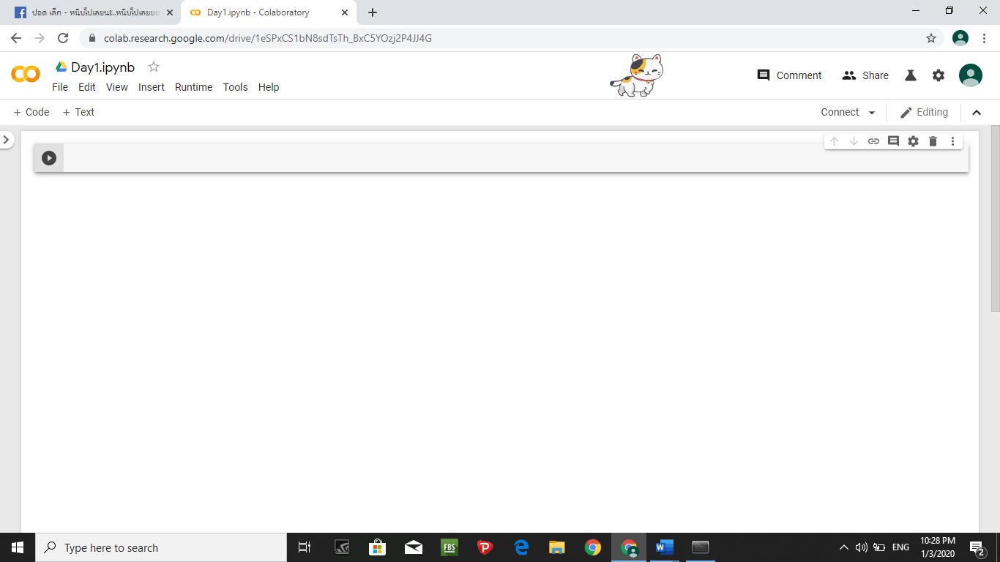 ปอด เล็ก - หนีบไปเลยนะ..หนีบไปเลยย
Day1.ipynb - Colaboratory
colab.research.google.com/drive/1eSPxCS1bN8sdTsTh_BxC5YOzj2P4JJ4G
Day1.ipynb
File Edit View Insert Runtime Tools Help
Comment
Share
+ Code + Text
Connect
Editing
Type here to search
FBS
ENG
10:28 PM
1/3/2020
2